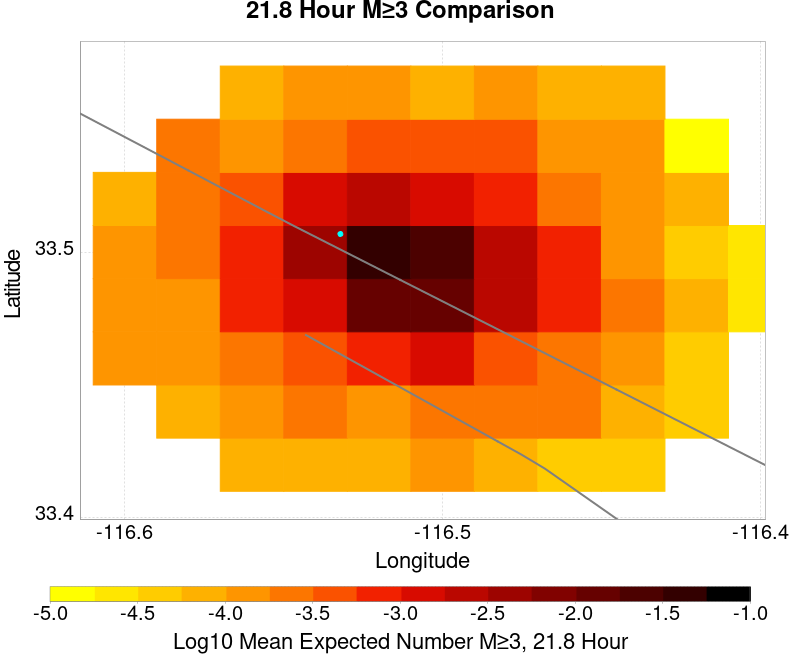 21.8 Hour M≥3 Comparison
Latitude
33.5
33.4
-116.6 -116.5 -116.4
Longitude
-5.0 -4.5 -4.0 -3.5 -3.0 -2.5 -2.0 -1.5 -1.0
Log10 Mean Expected Number M≥3, 21.8 Hour